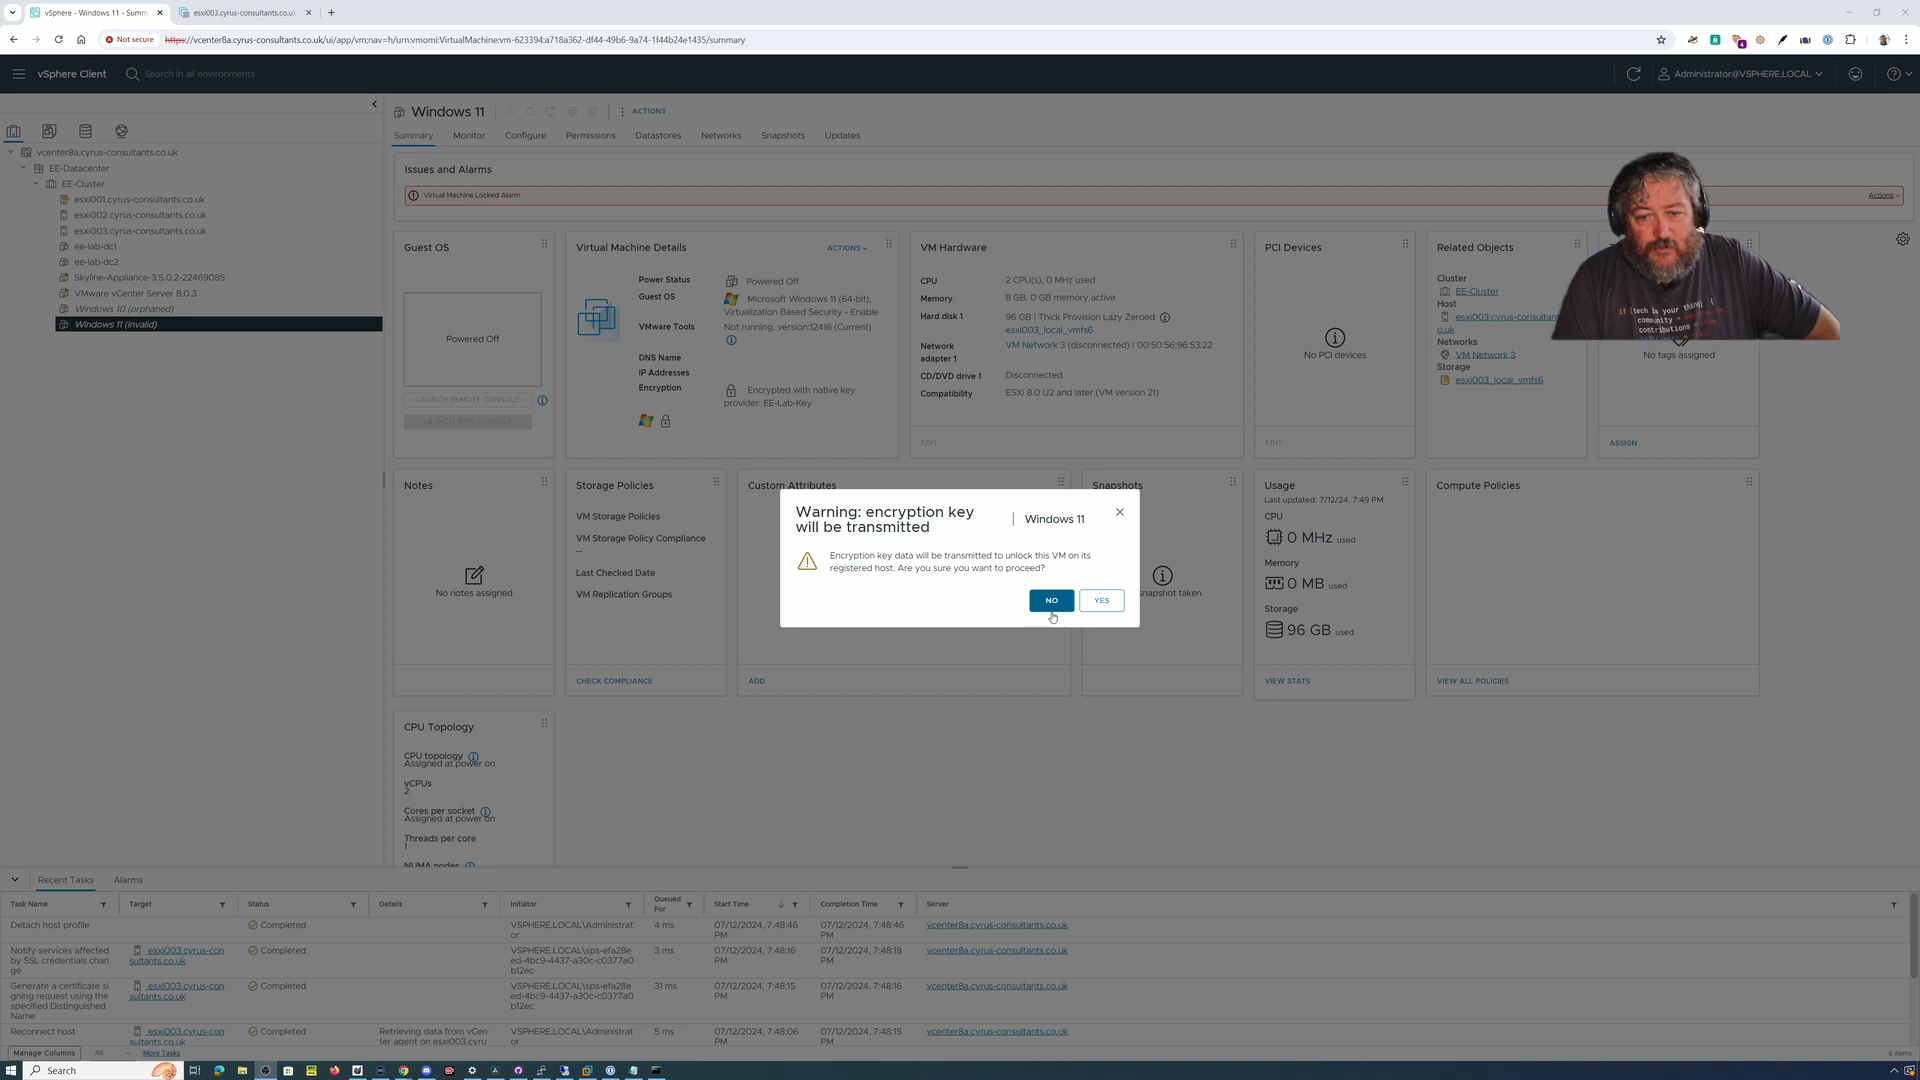 vSphere - Windows 11 - Summ
esxi003.cyrus-consultants.co.uk
Not secure
https://vcenter8a.cyrus-consultants.co.uk/ui/app/vm;nav=h/urn:vmomi:VirtualMachine:vm-623394:a718a362-df44-49b6-9a74-1f44b24e1435/summary
4
vSphere Client
Search in all environments
Administrator@VSPHERE.LOCAL
vcenter8a.cyrus-consultants.co.uk
EE-Datacenter
EE-Cluster
esxi001.cyrus-consultants.co.uk
esxi002.cyrus-consultants.co.uk
esxi003.cyrus-consultants.co.uk
ee-lab-dc1
ee-lab-dc2
Skyline-Appliance-3.5.0.2-22469085
VMware vCenter Server 8.0.3
Windows 10 (orphaned)
Windows 11 (invalid)
Windows 11
ACTIONS
Summary Monitor Configure Permissions Datastores Networks Snapshots Updates
Issues and Alarms
Virtual Machine Locked Alarm
Actions
Guest OS
Powered Off
LAUNCH REMOTE CONSOLE
LAUNCH WEB CONSOLE
Virtual Machine Details
ACTIONS
Power Status Powered Off
Guest OS Microsoft Windows 11 (64-bit),
Virtualization Based Security - Enable
VMware Tools Not running, version:12416 (Current)
DNS Name
IP Addresses
Encryption Encrypted with native key
provider: EE-Lab-Key
VM Hardware
CPU 2 CPU(s), 0 MHz used
Memory 8 GB, 0 GB memory active
Hard disk 1 96 GB | Thick Provision Lazy Zeroed
esxi003_local_vmfs6
Network
adapter 1
VM Network 3 (disconnected) | 00:50:56:96:53:22
CD/DVD drive 1 Disconnected
Compatibility ESXi 8.0 U2 and later (VM version 21)
EDIT
PCI Devices
No PCI devices
EDIT
Related Objects
Cluster
EE-Cluster
Host
esxi003.cyrus-consultant
o.uk
Networks
VM Network 3
Storage
esxi003_local_vmfs6
if (tech is your thing) {
community
contributions
No tags assigned
ASSIGN
Notes
No notes assigned
Storage Policies
VM Storage Policies
VM Storage Policy Compliance
--
Last Checked Date
VM Replication Groups
CHECK COMPLIANCE
Custom Attributes
ADD
Snapshots
snapshot taken
Usage
Last updated: 7/12/24, 7:49 PM
CPU
0 MHz used
Memory
0 MB used
Storage
96 GB used
VIEW STATS
Compute Policies
VIEW ALL POLICIES
Warning: encryption key
will be transmitted
Windows 11
Encryption key data will be transmitted to unlock this VM on its
registered host. Are you sure you want to proceed?
NO
YES
CPU Topology
CPU topology
Assigned at power on
vCPUs
2
Cores per socket
Assigned at power on
Threads per core
1
NUMA nodes
Recent Tasks Alarms
Task Name Target Status Details Initiator Queued
For Start Time Completion Time Server
Detach host profile Completed VSPHERE.LOCAL\Administrat
or 4 ms 07/12/2024, 7:48:46
PM 07/12/2024, 7:48:46
PM vcenter8a.cyrus-consultants.co.uk
Notify services affected
by SSL credentials chan
ge esxi003.cyrus-con
sultants.co.uk Completed VSPHERE.LOCAL\sps-efa28e
ed-4bc9-4437-a30c-c0377a0
b12ec 3 ms 07/12/2024, 7:48:16
PM 07/12/2024, 7:48:18
PM vcenter8a.cyrus-consultants.co.uk
Generate a certificate si
gning request using the
specified Distinguished
Name esxi003.cyrus-con
sultants.co.uk Completed VSPHERE.LOCAL\sps-efa28e
ed-4bc9-4437-a30c-c0377a0
b12ec 31 ms 07/12/2024, 7:48:15
PM 07/12/2024, 7:48:16
PM vcenter8a.cyrus-consultants.co.uk
Reconnect host esxi003.cyrus-con
sultants.co.uk Completed Retrieving data from vCen
ter agent on esxi003.cyru VSPHERE.LOCAL\Administrat
or 5 ms 07/12/2024, 7:48:06
PM 07/12/2024, 7:48:15
PM vcenter8a.cyrus-consultants.co.uk
Manage Columns All More Tasks
6 items
Search